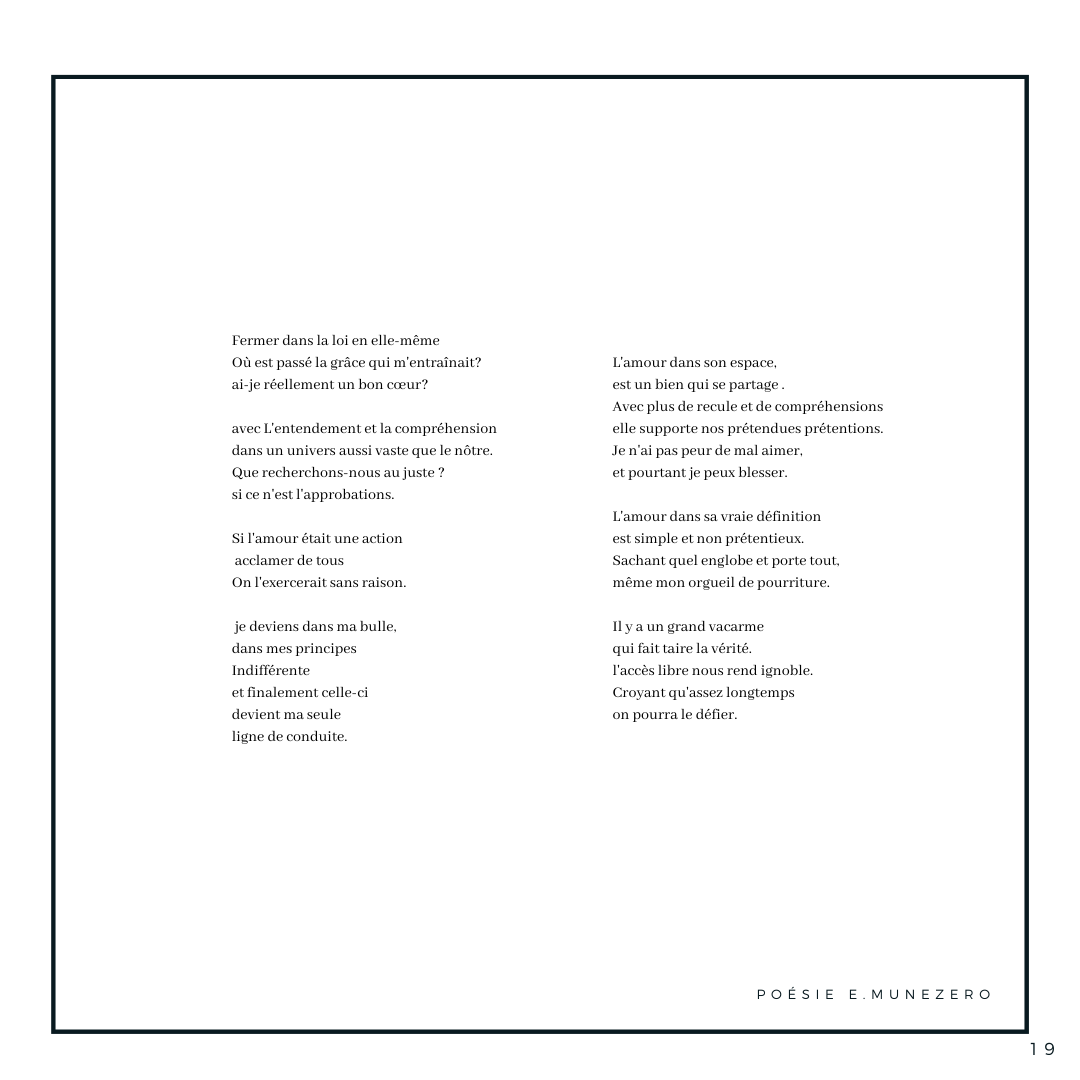 Fermer dans la loi en elle-même
Où est passé la grâce qui m'entraînait?
ai-je réellement un bon cœur?

avec L'entendement et la compréhension
dans un univers aussi vaste que le nôtre.
Que recherchons-nous au juste ?
si ce n'est l'approbations.

Si l'amour était une action
acclamer de tous
On l'exercerait sans raison.

je deviens dans ma bulle,
dans mes principes
Indifférente
et finalement celle-ci
devient ma seule
ligne de conduite.

L'amour dans son espace,
est un bien qui se partage .
Avec plus de recule et de compréhensions
elle supporte nos prétendues prétentions.
Je n'ai pas peur de mal aimer,
et pourtant je peux blesser.

L'amour dans sa vraie définition
est simple et non prétentieux.
Sachant quel englobe et porte tout,
même mon orgueil de pourriture.

Il y a un grand vacarme
qui fait taire la vérité.
l'accès libre nous rend ignoble.
Croyant qu'assez longtemps
on pourra le défier.

POÉSIE E.MUNEZERO
19